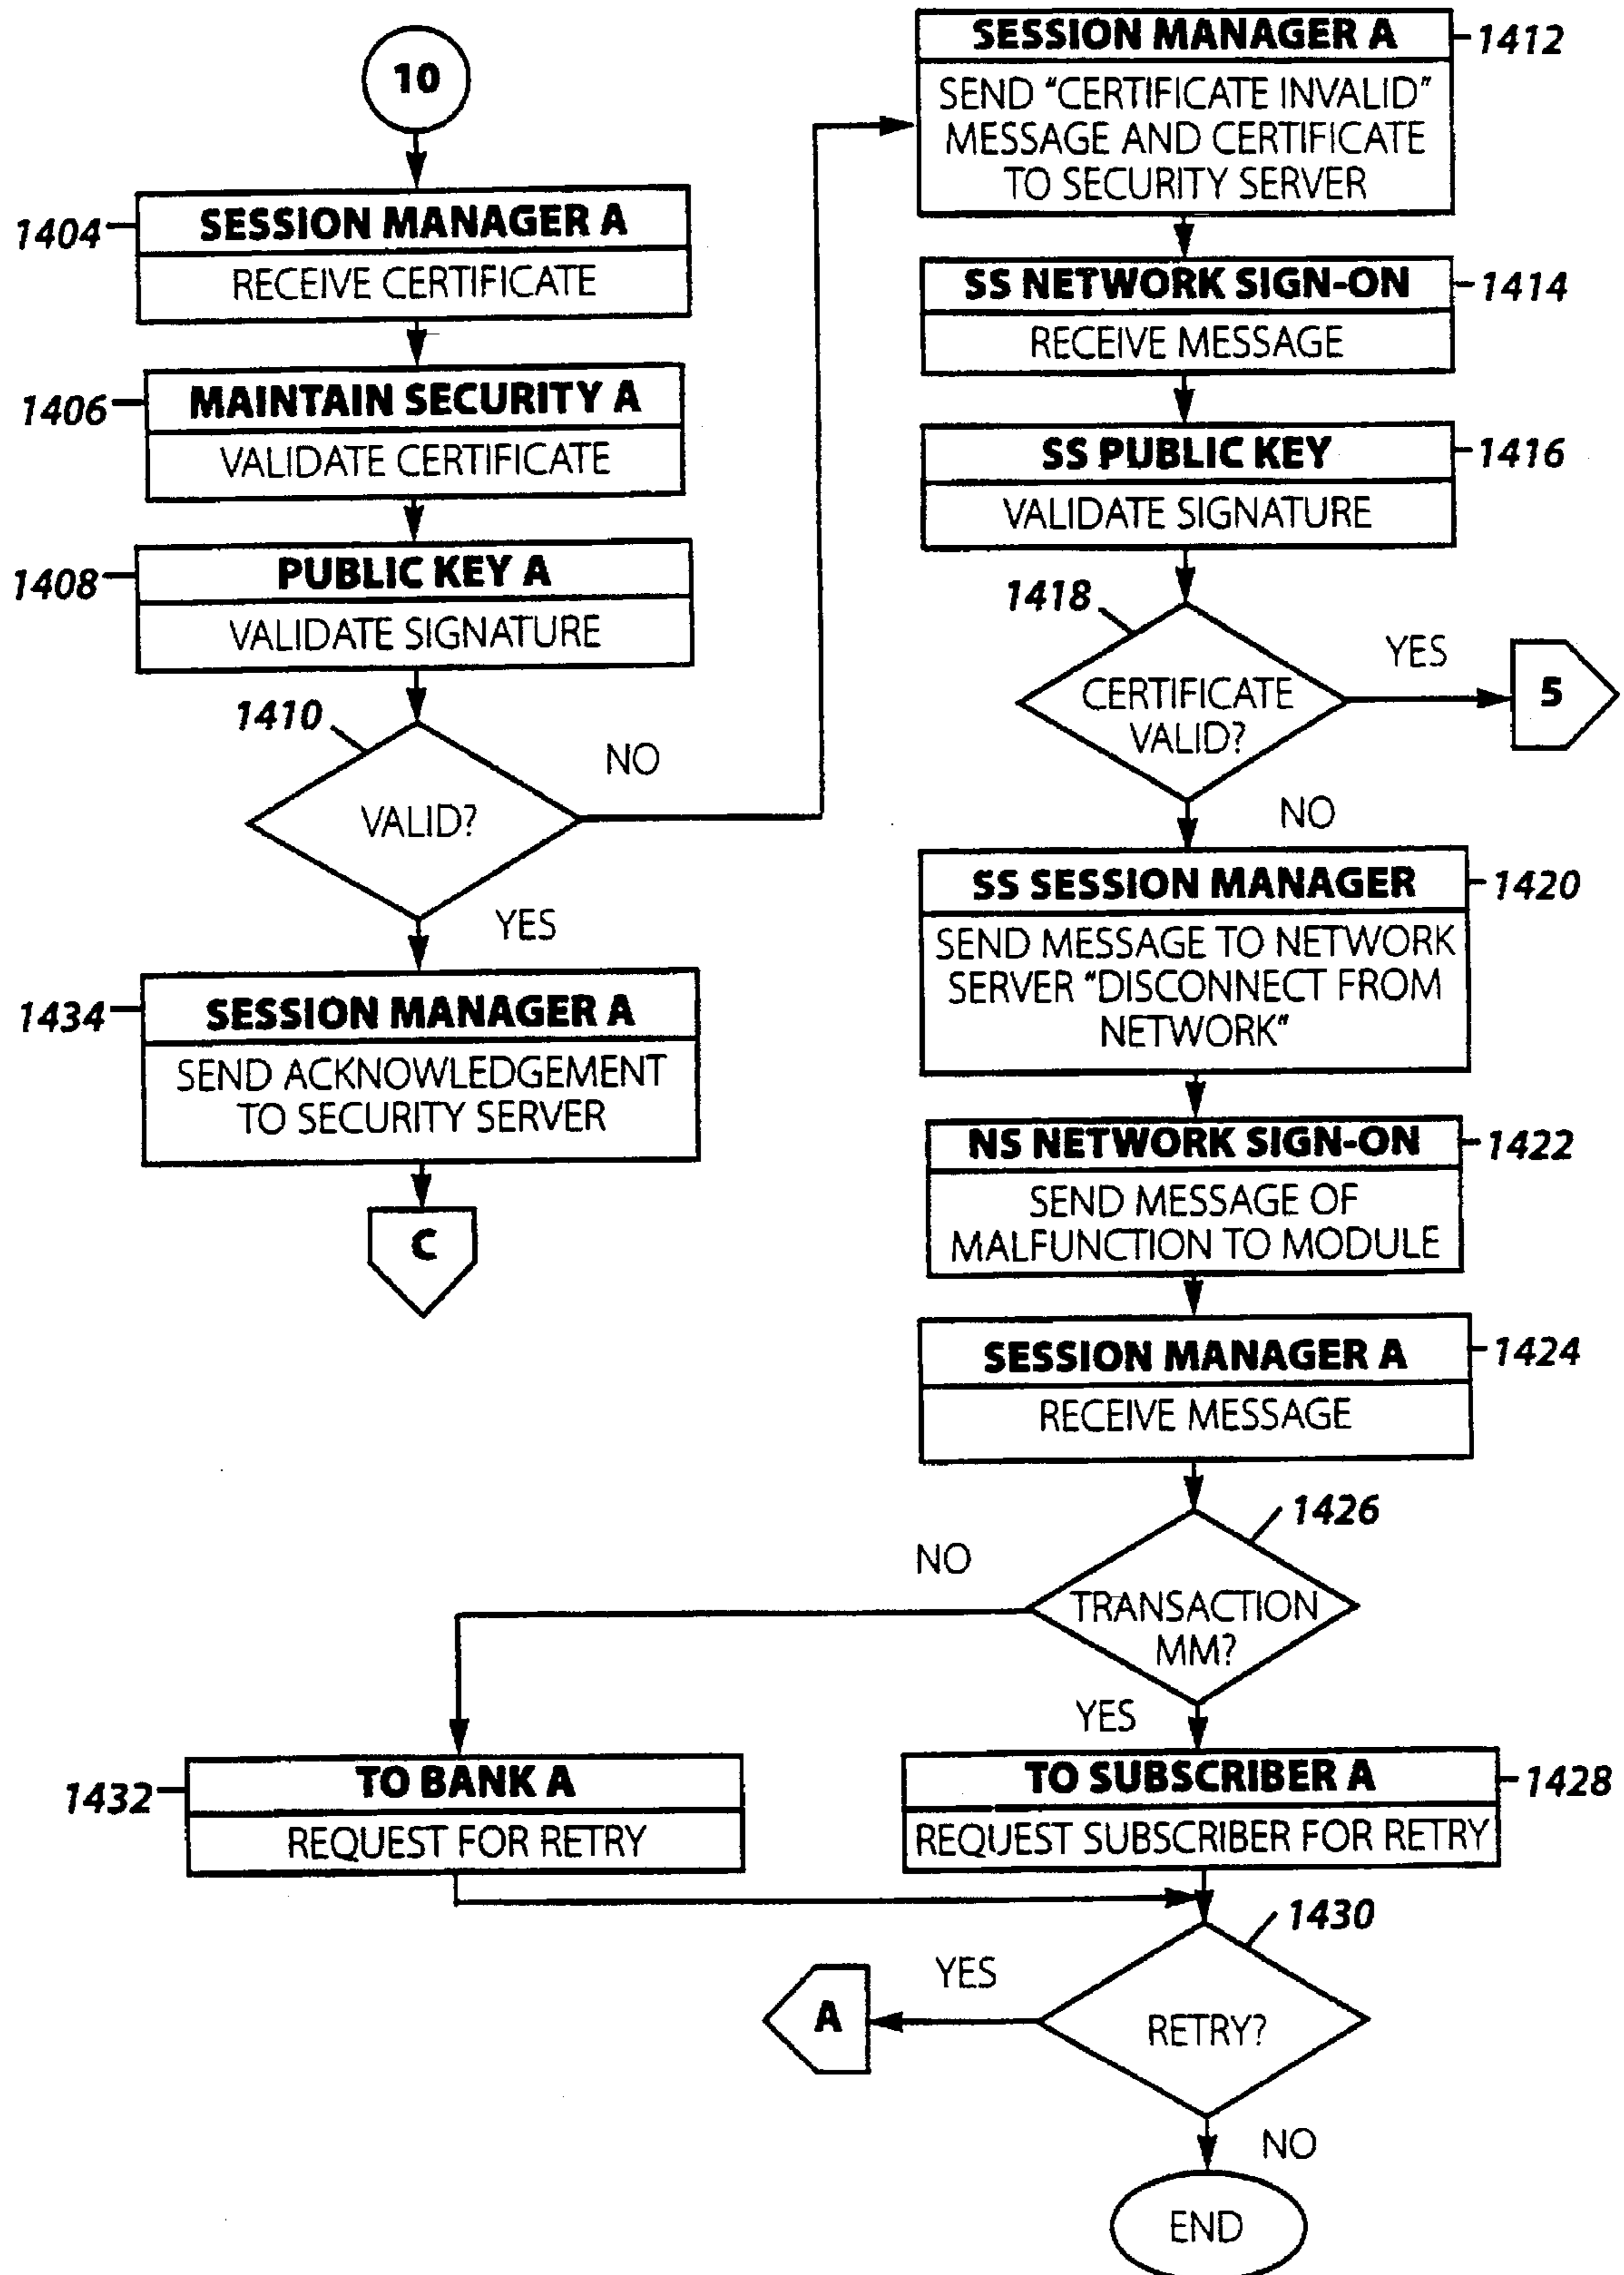 10
1404
SESSION MANAGER A
RECEIVE CERTIFICATE
1406
MAINTAIN SECURITY A
VALIDATE CERTIFICATE
1408
PUBLIC KEY A
VALIDATE SIGNATURE
1410
VALID?
NO
YES
1434
SESSION MANAGER A
SEND ACKNOWLEDGEMENT
TO SECURITY SERVER
C
SESSION MANAGER A
1412
SEND "CERTIFICATE INVALID"
MESSAGE AND CERTIFICATE
TO SECURITY SERVER
SS NETWORK SIGN-ON
1414
RECEIVE MESSAGE
SS PUBLIC KEY
1416
VALIDATE SIGNATURE
1418
CERTIFICATE
VALID?
YES
5
NO
SS SESSION MANAGER
1420
SEND MESSAGE TO NETWORK
SERVER "DISCONNECT FROM
NETWORK"
NS NETWORK SIGN-ON
1422
SEND MESSAGE OF
MALFUNCTION TO MODULE
SESSION MANAGER A
1424
RECEIVE MESSAGE
1426
TRANSACTION
MM?
NO
YES
1432
TO BANK A
REQUEST FOR RETRY
TO SUBSCRIBER A
1428
REQUEST SUBSCRIBER FOR RETRY
1430
RETRY?
YES
A
NO
END